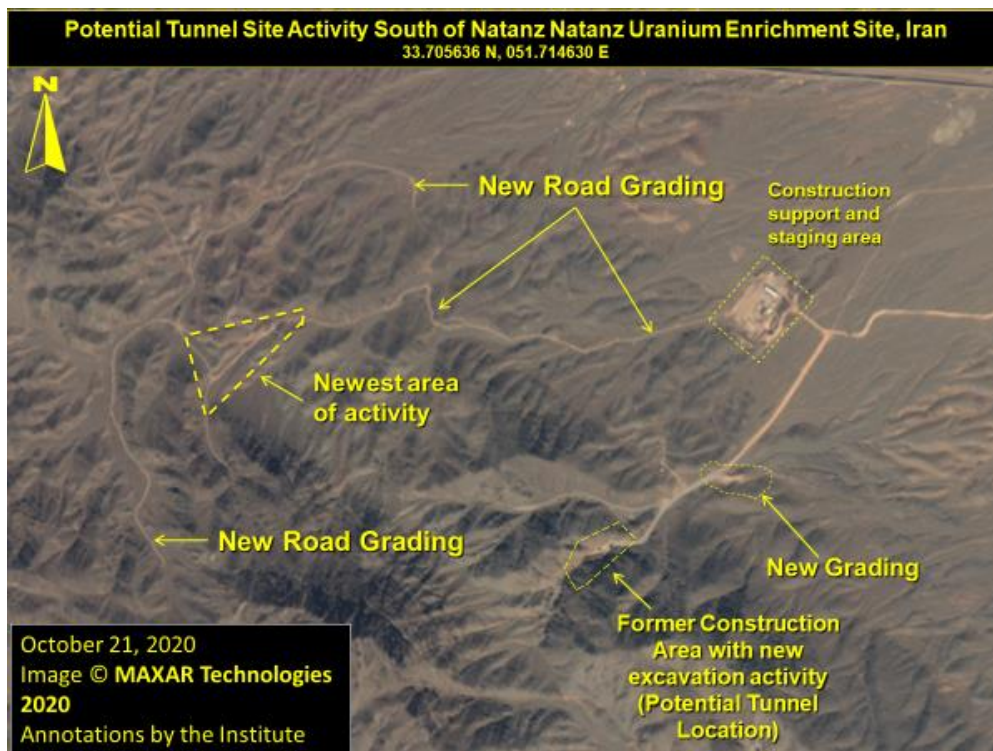 Potential Tunnel Site Activity South of Natanz Natanz Uranium Enrichment Site, Iran
33.705636 N, 051.714630 E
N
New Road Grading
Construction
support and
staging area
Newest area
of activity
New Road Grading
New Grading
Former Construction
Area with new
excavation activity
(Potential Tunnel
Location)
October 21, 2020
Image © MAXAR Technologies
2020
Annotations by the Institute